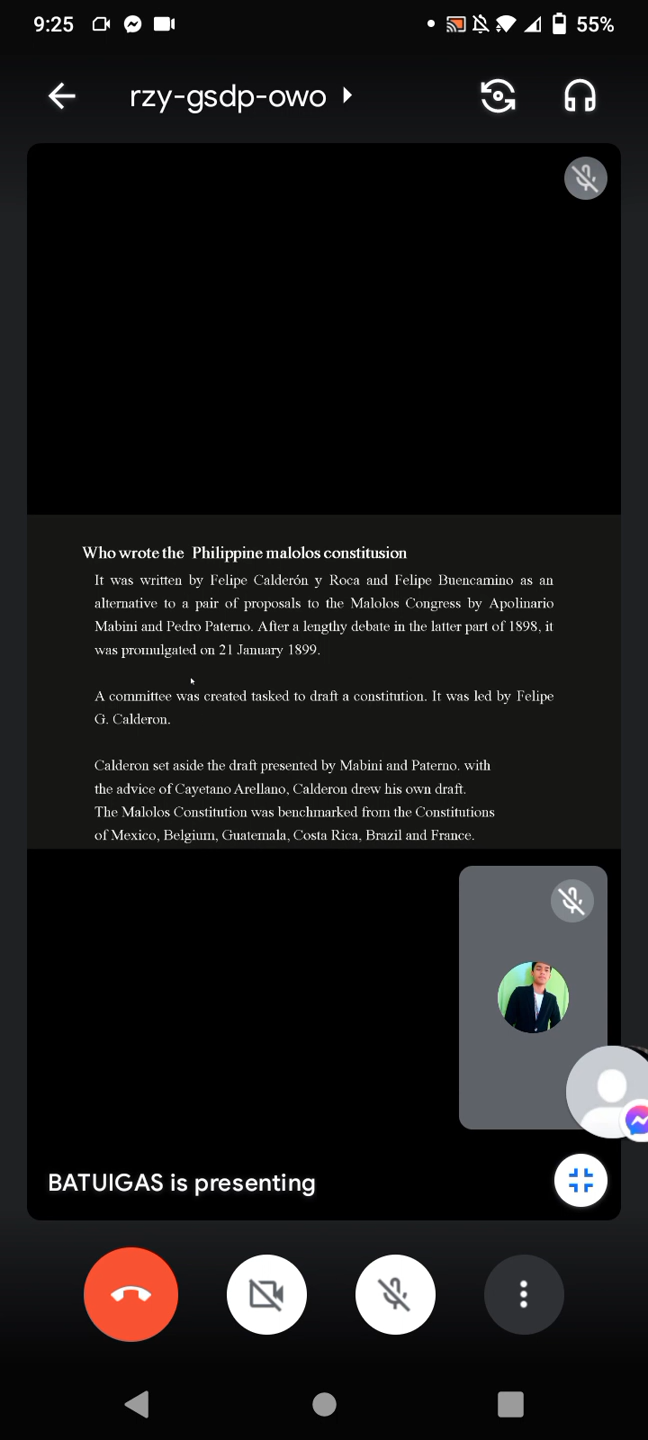 9:25
55%
rzy-gsdp-owo
Who wrote the Philippine malolos constitusion
It was written by Felipe Calderón y Roca and Felipe Buencamino as an
alternative to a pair of proposals to the Malolos Congress by Apolinario
Mabini and Pedro Paterno. After a lengthy debate in the latter part of 1898, it
was promulgated on 21 January 1899.
A committee was created tasked to draft a constitution. It was led by Felipe
G. Calderon.
Calderon set aside the draft presented by Mabini and Paterno. with
the advice of Cayetano Arellano, Calderon drew his own draft.
The Malolos Constitution was benchmarked from the Constitutions
of Mexico, Belgium, Guatemala, Costa Rica, Brazil and France.
BATUIGAS is presenting